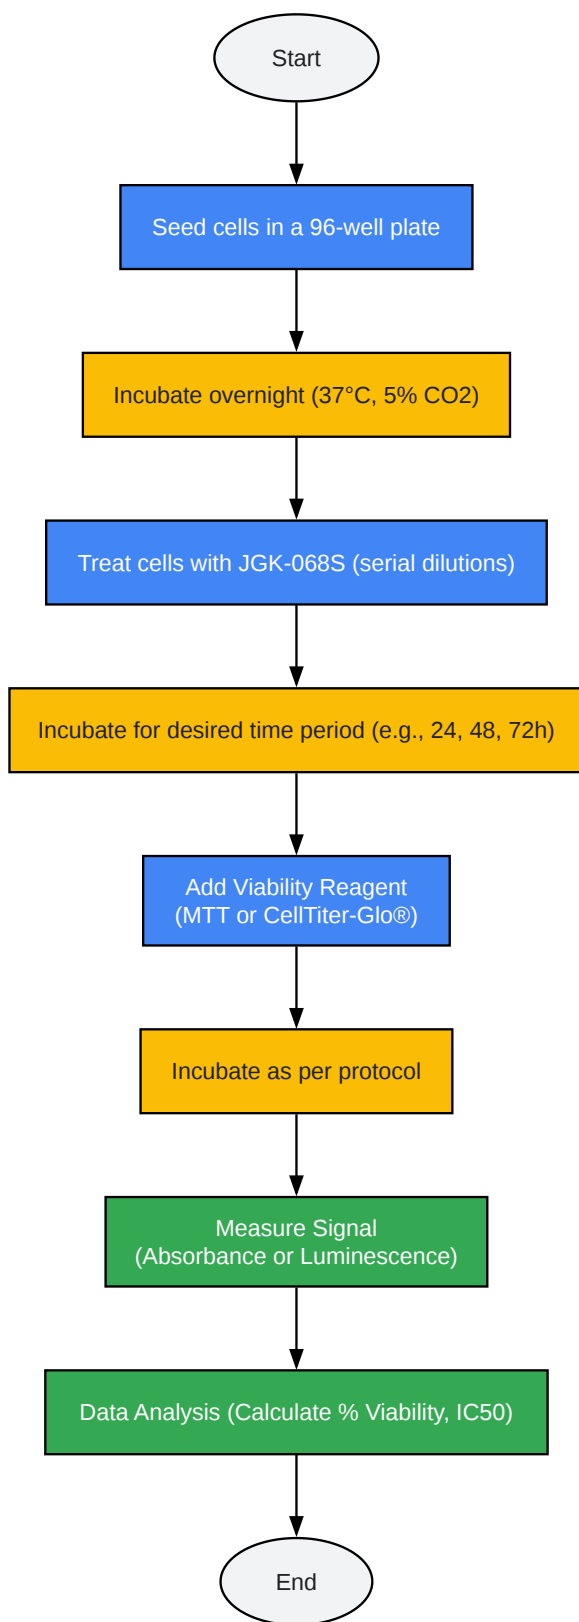 Start
Seed cells in a 96-well plate
Incubate overnight (37°C, 5% CO2)
Treat cells with JGK-068S (serial dilutions)
Incubate for desired time period (e.g., 24, 48, 72h)
Add Viability Reagent
(MTT or CellTiter-Glo®)
Incubate as per protocol
Measure Signal
(Absorbance or Luminescence)
Data Analysis (Calculate % Viability, IC50)
End